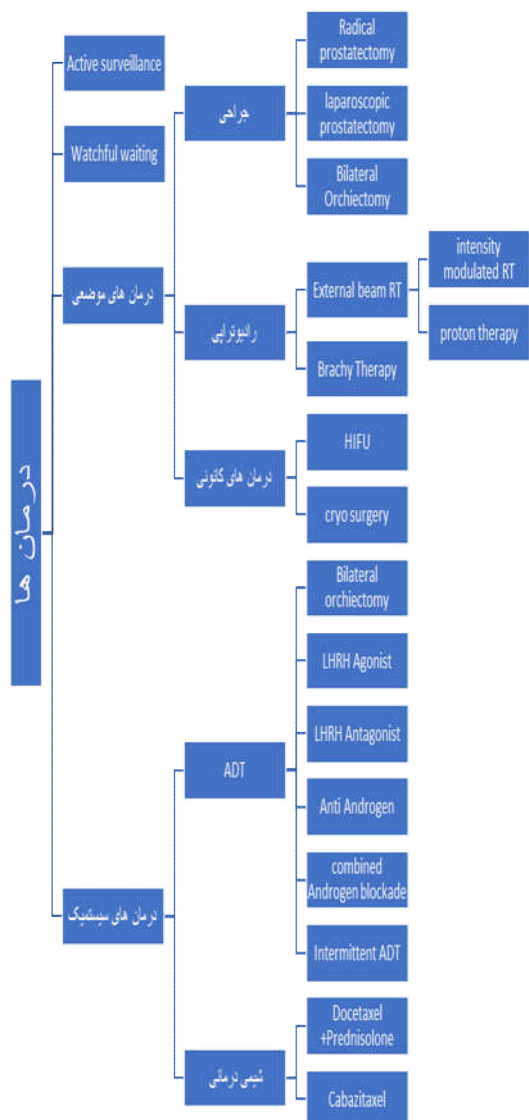 درمان ها
Active surveillance
Watchful waiting
درمان های موضعی
جراحی
Radical
prostatectomy
laparoscopic
prostatectomy
Bilateral
Orchiectomy
رادیوتراپی
External beam RT
intensity
modulated RT
proton therapy
Brachy Therapy
درمان های کانونی
HIFU
cryo surgery
درمان های سیستمیک
ADT
Bilateral
orchiectomy
LHRH Agonist
LHRH Antagonist
Anti Androgen
combined
Androgen blockade
Intermittent ADT
شیمی درمانی
Docetaxel
+Prednisolone
Cabazitaxel